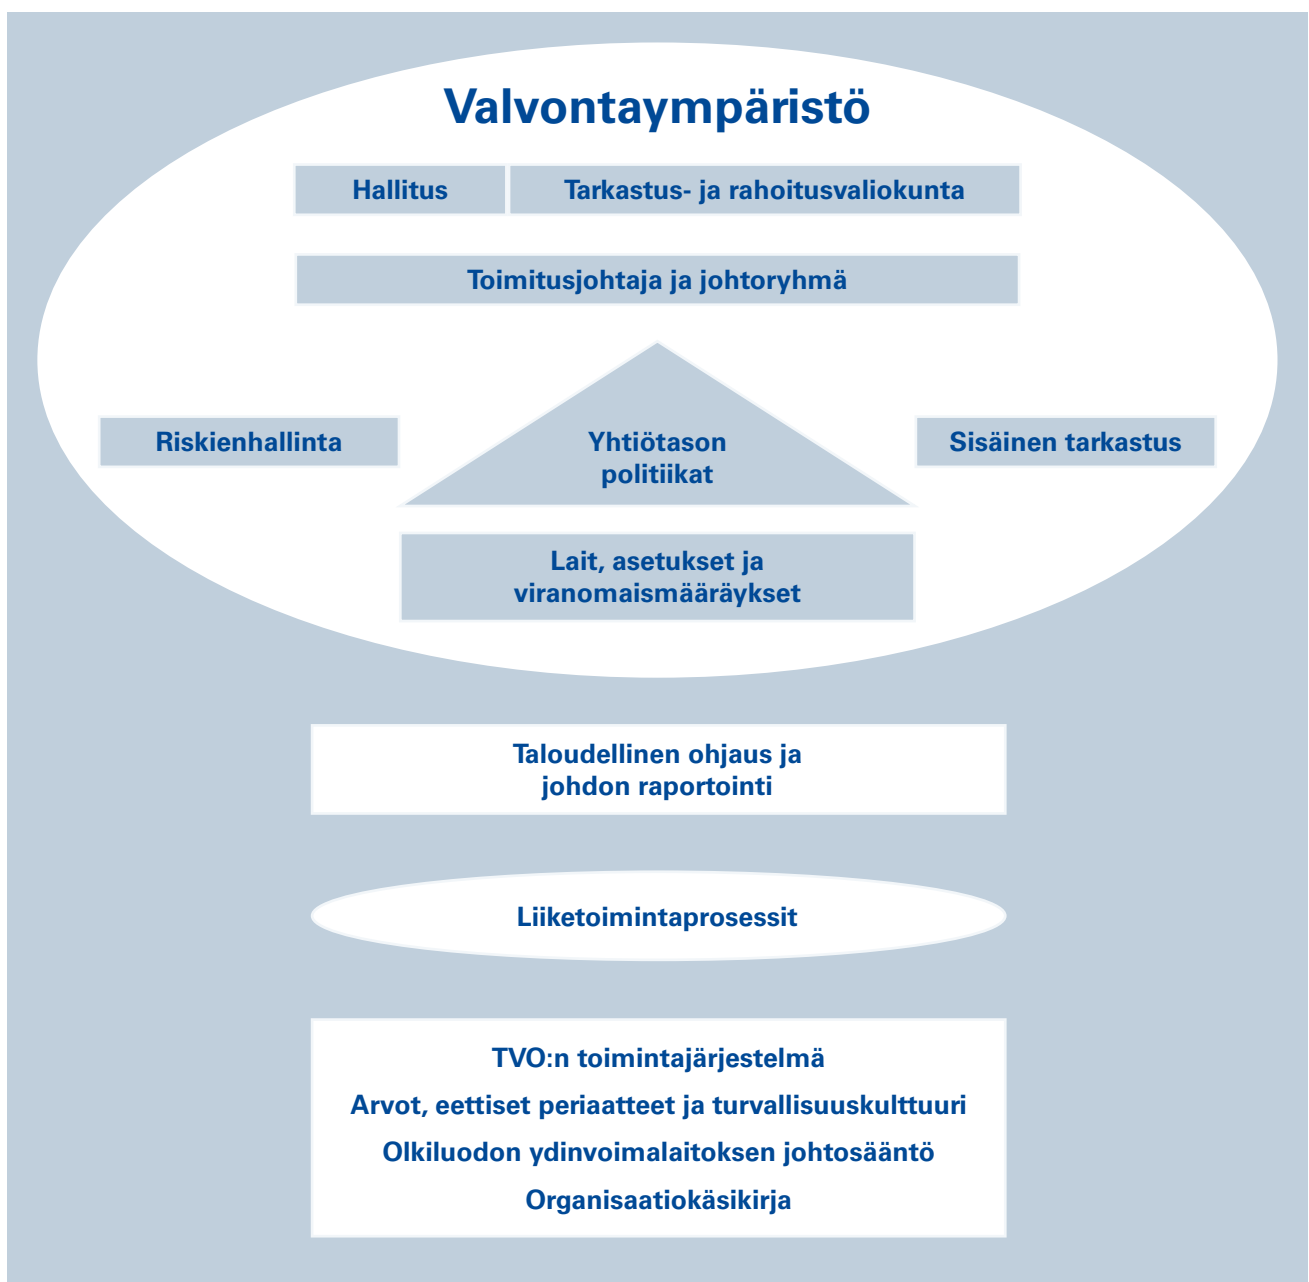 Valvontaympäristö
Hallitus
Tarkastus- ja rahoitusvaliokunta
Toimitusjohtaja ja johtoryhmä
Riskienhallinta
Yhtiötason
politiikat
Sisäinen tarkastus
Lait, asetukset ja
viranomaismääräykset
Taloudellinen ohjaus ja
johdon raportointi
Liiketoimintaprosessit
TVO:n toimintajärjestelmä
Arvot, eettiset periaatteet ja turvallisuuskulttuuri
Olkiluodon ydinvoimalaitoksen johtosääntö
Organisaatiokäsikirja